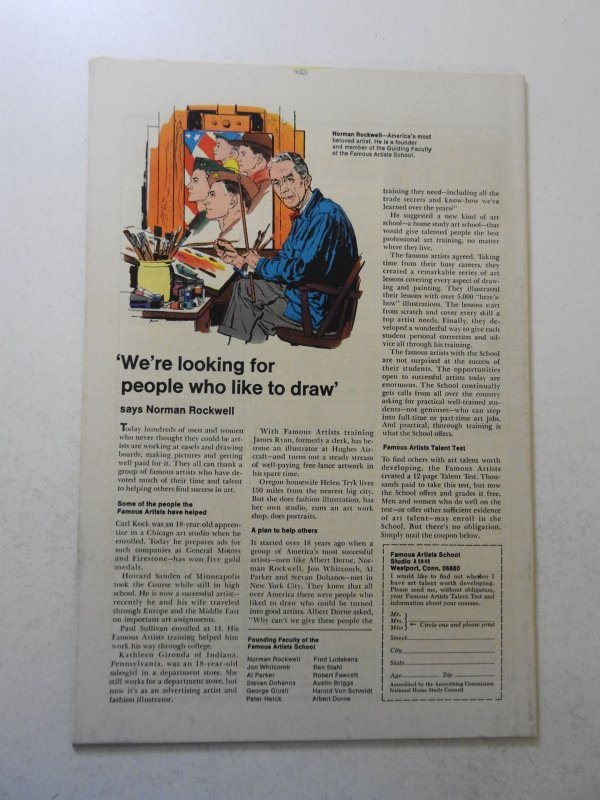 Norman Rockwell—America's most
beloved artist. He is a founder
and member of the Guiding Faculty
of the Famous Artists School.
'We're looking for
people who like to draw'
says Norman Rockwell
Today hundreds of men and women
who never thought they could be art-
ists are working at easels and drawing
boards, making pictures and getting
well paid for it. They all can thank a
group of famous artists who have de-
voted much of their time and talent
to helping others find success in art.
Some of the people the
Famous Artists have helped
Carl Kock was an 18-year-old appren-
tice in a Chicago art studio when he
enrolled. Today he prepares ads for
such companies as General Motors
and Firestone—has won five gold
medals.
Howard Sanden of Minneapolis
took the Course while still in high
school. He is now a successful artist—
recently he and his wife traveled
through Europe and the Middle East
on important art assignments.
Paul Sullivan enrolled at 14. His
Famous Artists training helped him
work his way through college.
Kathleen Gironda of Indiana,
Pennsylvania, was an 18-year-old
salesgirl in a department store. She
still works for a department store, but
now it's as an advertising artist and
fashion illustrator.
With Famous Artists training
James Ryan, formerly a clerk, has be-
come an illustrator at Hughes Air-
craft—and turns out a steady stream
of well-paying free-lance artwork in
his spare time.
Oregon housewife Helen Tryk lives
150 miles from the nearest big city.
But she does fashion illustration, has
her own studio, runs an art work
shop, does portraits.
A plan to help others
It started over 18 years ago when a
group of America's most successful
artists—men like Albert Dorne, Nor-
man Rockwell, Jon Whitcomb, Al
Parker and Stevan Dohanos—met in
New York City. They knew that all
over America there were people who
liked to draw who could be turned
into good artists. Albert Dorne asked,
"Why can't we give these people the
Founding Faculty of the
Famous Artists School
Norman Rockwell
Jon Whitcomb
Al Parker
Stevan Dohanos
George Giusti
Peter Helck
Fred Ludekens
Ben Stahl
Robert Fawcett
Austin Briggs
Harold Von Schmidt
Albert Dorne
training they need—including all the
trade secrets and know-how we've
learned over the years?"
He suggested a new kind of art
school—a home study art school—that
would give talented people the best
professional art training, no matter
where they live.
The famous artists agreed. Taking
time from their busy careers, they
created a remarkable series of art
lessons covering every aspect of draw-
ing and painting. They illustrated
their lessons with over 5,000 "here's-
how" illustrations. The lessons start
from scratch and cover every skill a
top artist needs. Finally, they de-
veloped a wonderful way to give each
student personal correction and ad-
vice all through his training.
The famous artists with the School
are not surprised at the success of
their students. The opportunities
open to successful artists today are
enormous. The School continually
gets calls from all over the country
asking for practical well-trained stu-
dents—not geniuses—who can step
into full-time or part-time art jobs.
And practical, thorough training is
what the School offers.
Famous Artists Talent Test
To find others with art talent worth
developing, the Famous Artists
created a 12-page Talent Test. Thou-
sands paid to take this test, but now
the School offers and grades it free.
Men and women who do well on the
test—or offer other sufficient evidence
of art talent—may enroll in the
School. But there's no obligation.
Simply mail the coupon below.
Famous Artists School
Studio
Westport, Conn. 06880
I would like to find out whether I
have art talent worth developing.
Please send me, without obligation,
your Famous Artists Talent Test and
information about your courses.
Mr.
Mrs.
Miss
← Circle one and please print
Street
City
State
Age Zip
Accredited by the Accrediting Commission
National Home Study Council